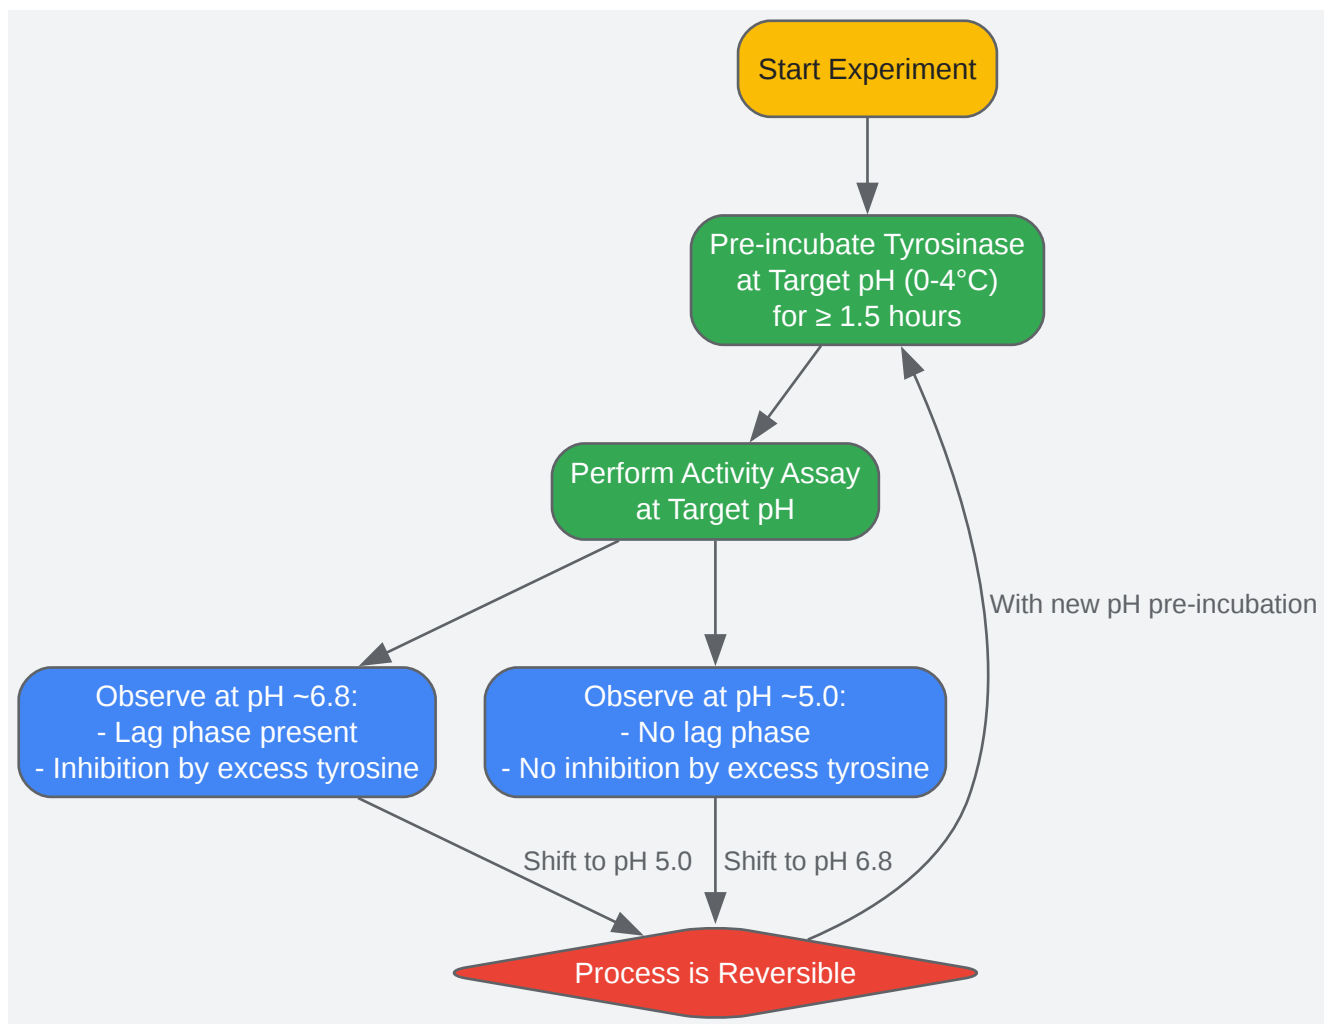 Start Experiment
Pre-incubate Tyrosinase
at Target pH (0-4°C)
for ≥ 1.5 hours
Perform Activity Assay
at Target pH
With new pH pre-incubation
Observe at pH ~6.8:
- Lag phase present
- Inhibition by excess tyrosine
Observe at pH ~5.0:
- No lag phase
- No inhibition by excess tyrosine
Shift to pH 5.0
Shift to pH 6.8
Process is Reversible